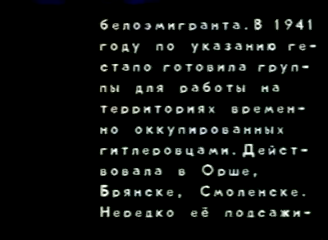 белоэмигранта. В 1941
году по указанию ге-
стапо готовила груп-
пы для работы на
территориях времен-
но оккупированных
гитлеровцами. Дейст-
вовала в Орше,
Брянске, Смоленске.
Нередко её подсажи-